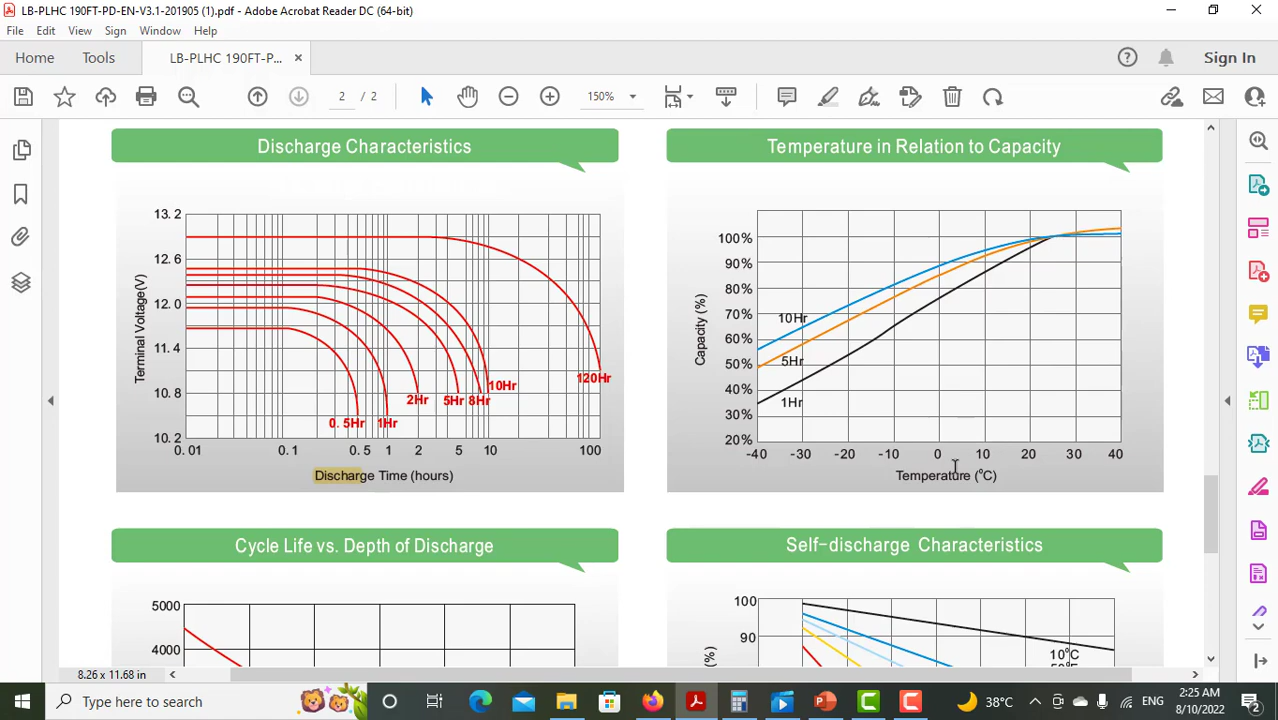 LB-PLHC 190FT-PD-EN-V3.1-201905 (1).pdf - Adobe Acrobat Reader DC (64-bit)
File Edit View Sign Window Help
Home Tools LB-PLHC 190FT-P... Sign In
2 / 2 150%
Discharge Characteristics
13.2
12.6
12.0
11.4
10.8
10.2
Terminal Voltage(V)
0.5Hr 1Hr 2Hr 5Hr 8Hr 10Hr 120Hr
0.01 0.1 0.5 1 2 5 10 100
Discharge Time (hours)
Temperature in Relation to Capacity
100%
90%
80%
70%
60%
50%
40%
30%
20%
Capacity (%)
10Hr
5Hr
1Hr
-40 -30 -20 -10 0 10 20 30 40
Temperature (°C)
Cycle Life vs. Depth of Discharge
5000
4000
Self-discharge Characteristics
100
90
(%)
10°C
8.26 x 11.68 in
Type here to search
38°C
ENG
2:25 AM
8/10/2022
2